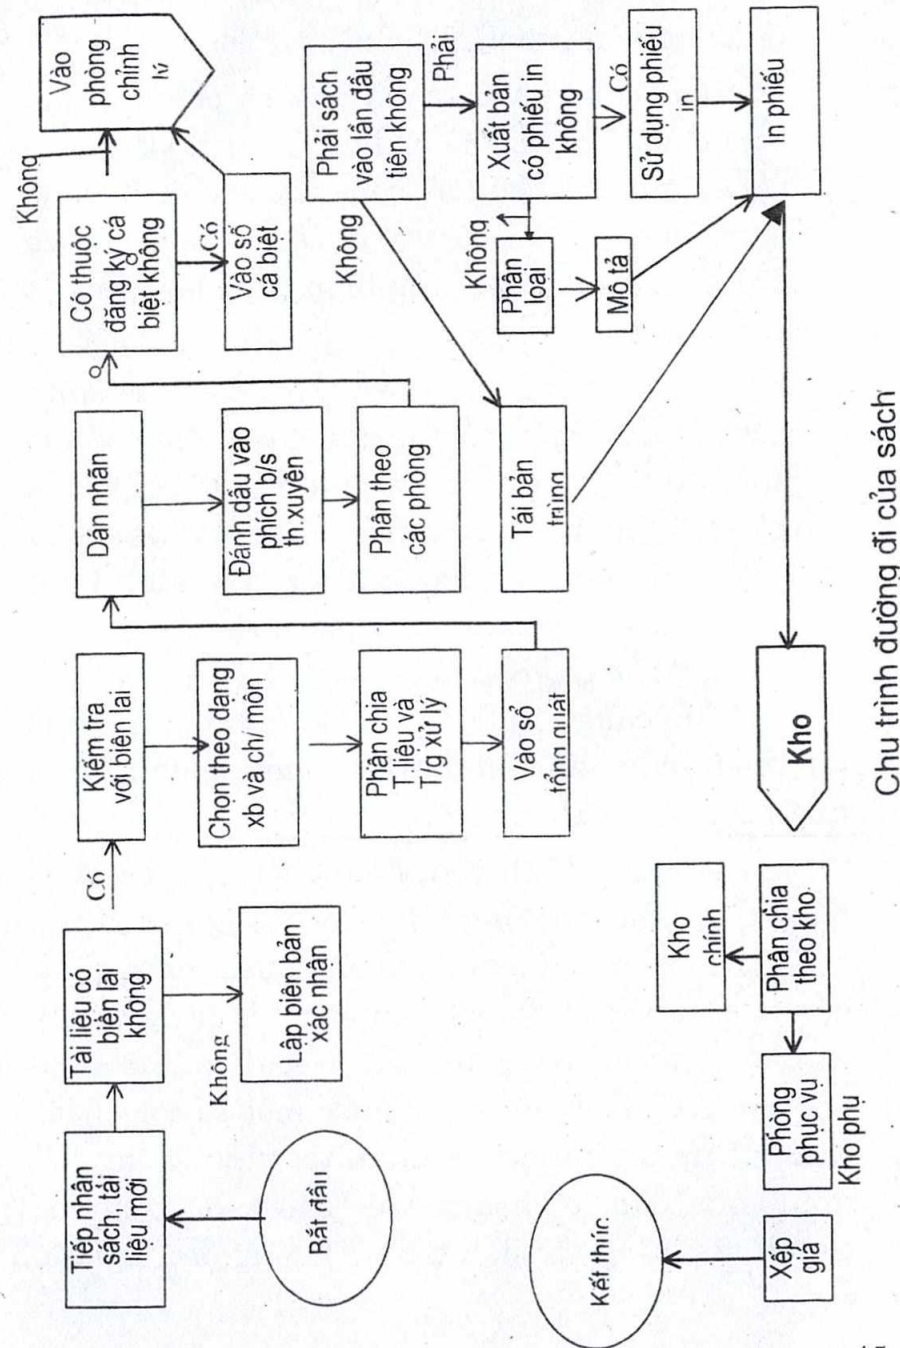 Tiếp nhận
sách, tài
liệu mới
Bắt đầu
Tài liệu có
biên lai
không
Không
Lập biên bản
xác nhận
Có
Kiểm tra
với biên lai
Chọn theo dạng
xb và chỉ môn
Phân chia
T.liệu và
T/g xử lý
Vào sổ
tổng quát
Dán nhãn
Đánh dấu vào
phích b/s
th.xuyên
Phân theo
các phòng
Có thuộc
đăng ký cá
biệt không
Có
Vào sổ
cá biệt
Không
Vào
phòng
chỉnh
lý
Phải sách
vào lần đầu
tiên không
Phải
Không
Xuất bản
có phiếu in
không
Có
Sử dụng phiếu
in
In phiếu
Không
Phân
loại
Mô tả
Tái bản
trùng
Kho
Kho
chính
Phân chia
theo kho
Phòng
phục vụ
Kho phụ
Xếp
giá
Kết thúc
Chu trình đường đi của sách